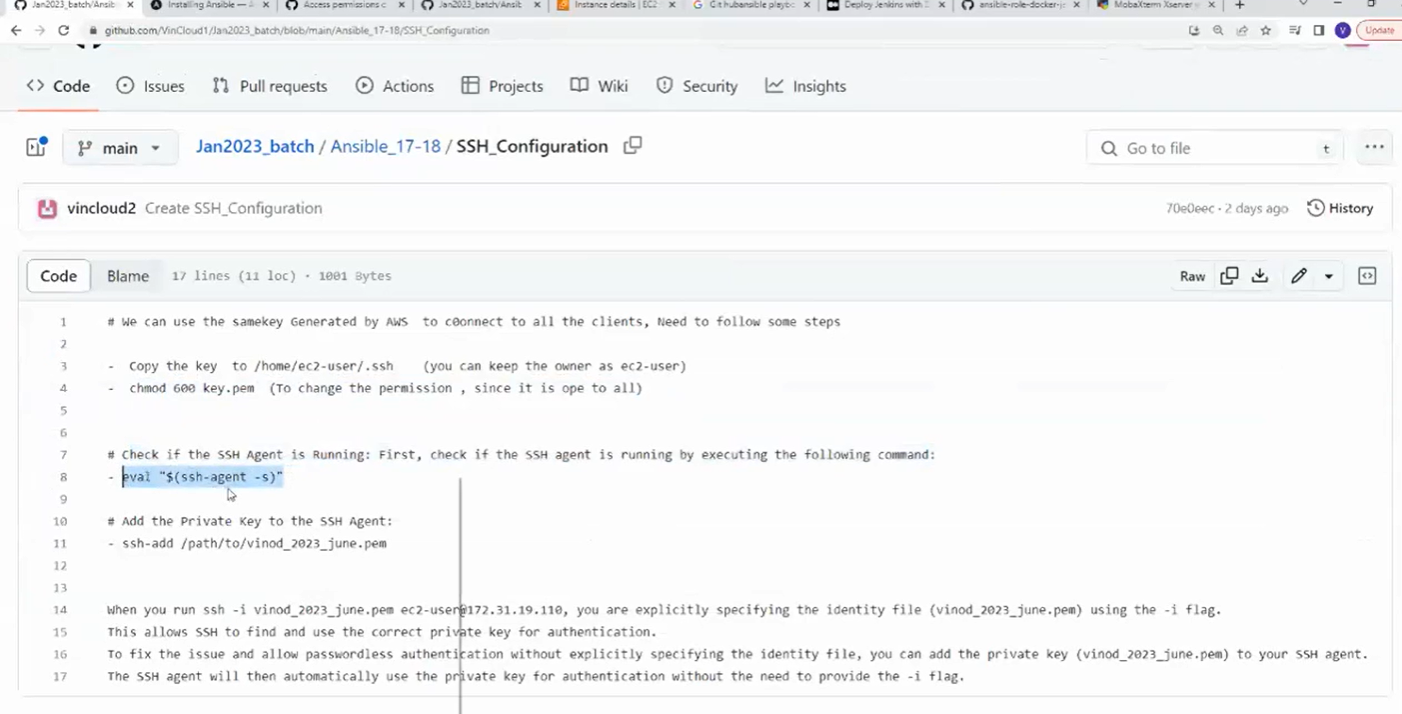 Jan2023_batch/Ansib
Installing Ansible — A
Access permissions c
Jan2023_batch/Ansib
Instance details | EC2
Git hubansible playbo
Deploy Jenkins with
ansible-role-docker-j
MobaXterm Xserver
github.com/VinCloud1/Jan2023_batch/blob/main/Ansible_17-18/SSH_Configuration
V
Update
<> Code Issues Pull requests Actions Projects Wiki Security Insights
main Jan2023_batch / Ansible_17-18 / SSH_Configuration Go to file t
vincloud2 Create SSH_Configuration 70e0eec · 2 days ago History
Code Blame 17 lines (11 loc) · 1001 Bytes Raw
1 # We can use the samekey Generated by AWS to c0onnect to all the clients, Need to follow some steps
2
3 - Copy the key to /home/ec2-user/.ssh (you can keep the owner as ec2-user)
4 - chmod 600 key.pem (To change the permission , since it is ope to all)
5
6
7 # Check if the SSH Agent is Running: First, check if the SSH agent is running by executing the following command:
8 - eval "$(ssh-agent -s)"
9
10 # Add the Private Key to the SSH Agent:
11 - ssh-add /path/to/vinod_2023_june.pem
12
13
14 When you run ssh -i vinod_2023_june.pem ec2-user@172.31.19.110, you are explicitly specifying the identity file (vinod_2023_june.pem) using the -i flag.
15 This allows SSH to find and use the correct private key for authentication.
16 To fix the issue and allow passwordless authentication without explicitly specifying the identity file, you can add the private key (vinod_2023_june.pem) to your SSH agent.
17 The SSH agent will then automatically use the private key for authentication without the need to provide the -i flag.